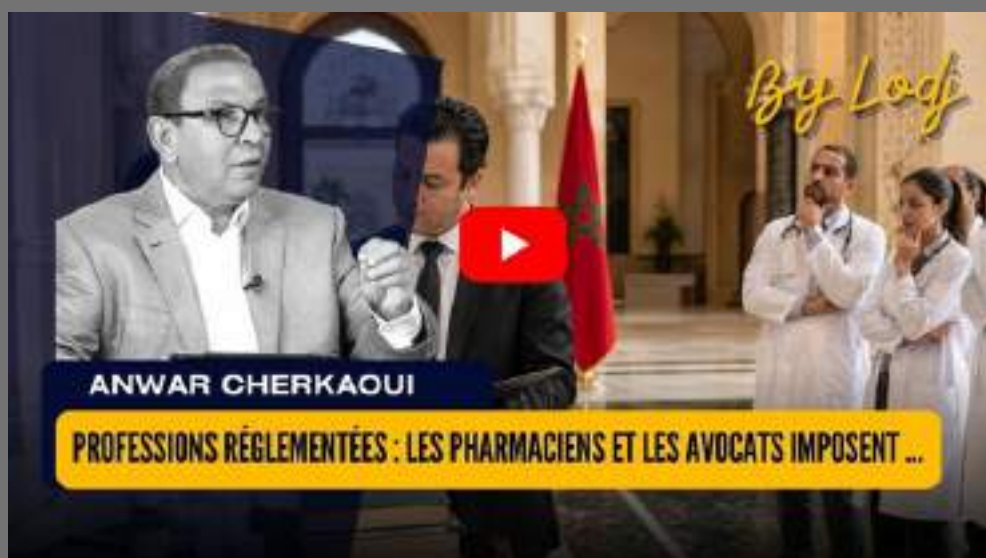 By Lodj
ANWAR CHERKAOUI
PROFESSIONS RÉGLEMENTÉES : LES PHARMACIENS ET LES AVOCATS IMPOSENT ...